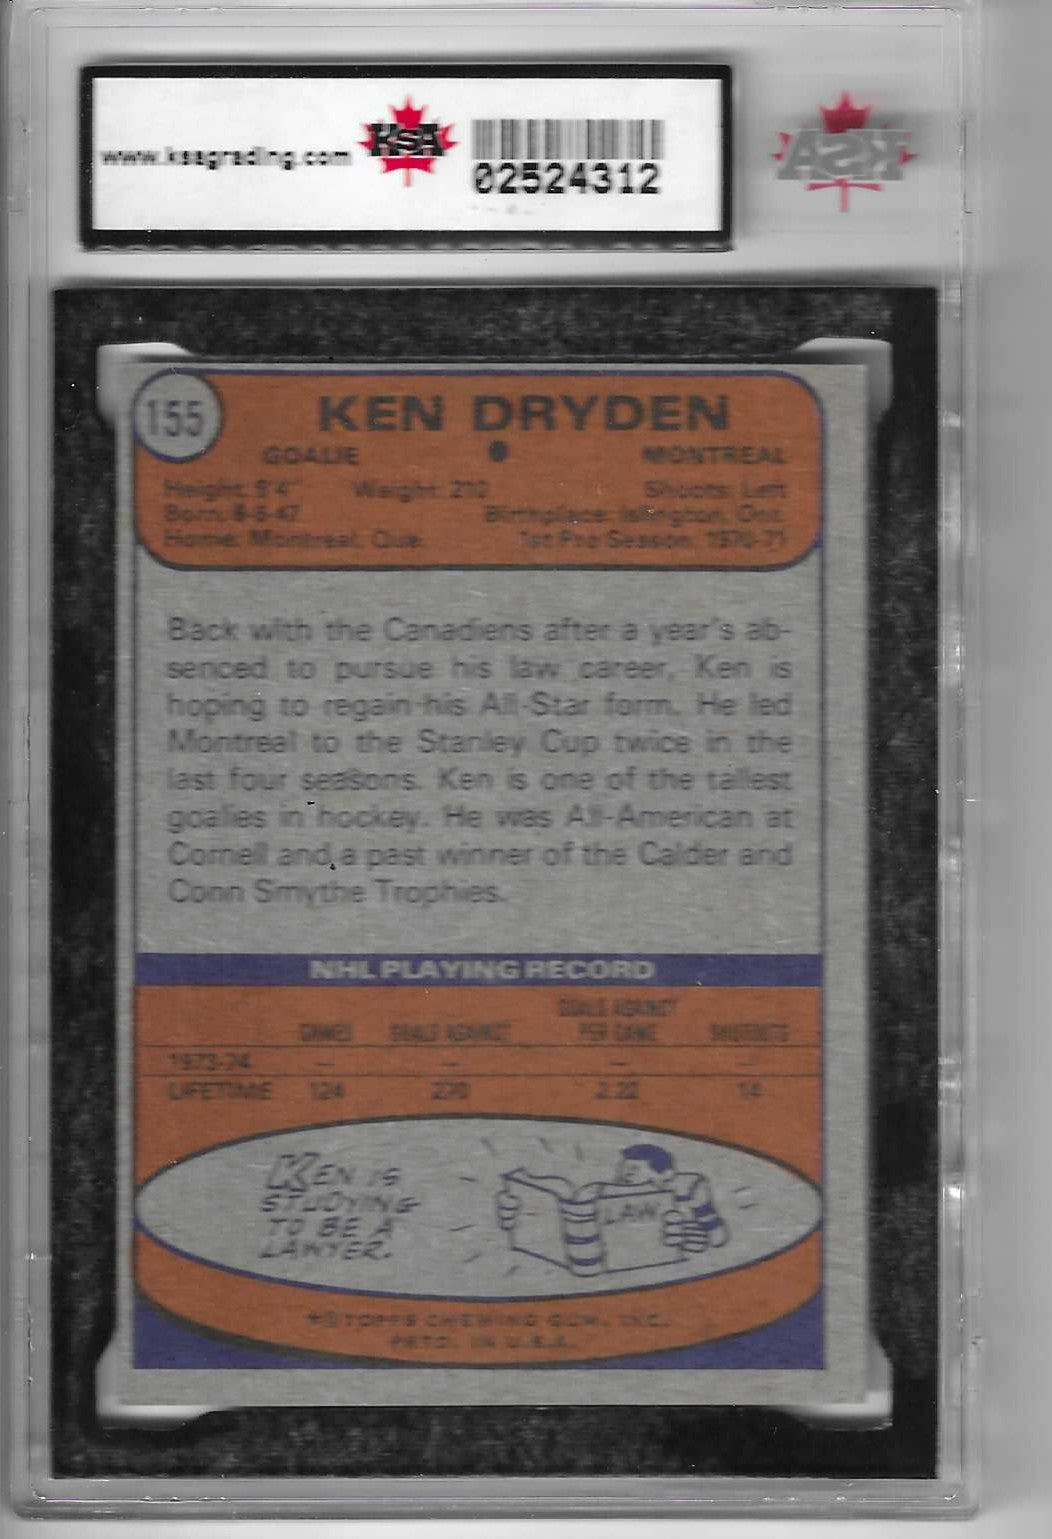 www.ksagrading.com KSA
02524312
KSA
155
KEN DRYDEN
GOALIE MONTREAL
Height: 6'4" Weight: 210 Shoots: Left
Born: 8-8-47 Birthplace: Islington, Ont.
Home: Montreal, Que. 1st Pro Season: 1970-71
Back with the Canadiens after a year's ab-
senced to pursue his law career, Ken is
hoping to regain his All-Star form. He led
Montreal to the Stanley Cup twice in the
last four seasons. Ken is one of the tallest
goalies in hockey. He was All-American at
Cornell and a past winner of the Calder and
Conn Smythe Trophies.
NHL PLAYING RECORD
GAMES GOALS AGAINST GOALS AGAINST PER GAME SHUTOUTS
1973-74 — — — —
LIFETIME 124 270 2.22 14
KEN IS
STUDYING
TO BE A
LAWYER.
LAW
*©TOPPS CHEWING GUM, INC.
PRTD. IN U.S.A.